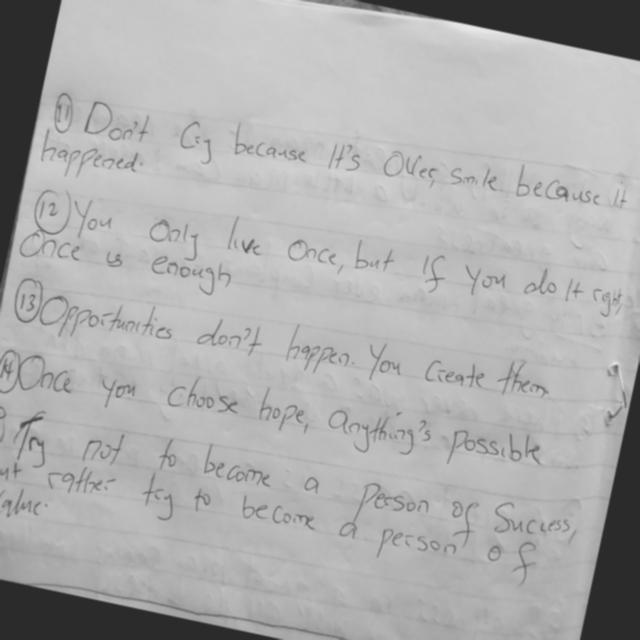 (11) Don't Cry because It's Over, smile because It
happened.
(12) You Only live Once, but If You do It right
Once is enough
(13) Opportunities don't happen. You Create them
(14) Once you choose hope, Anything's possible
Try not to become a person of Success,
rather try to become a person of
Value.